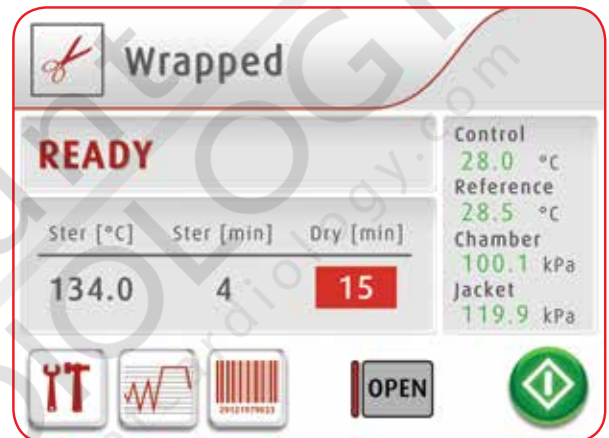 Wrapped
READY
Ster [°C] Ster [min] Dry [min]
134.0 4 15
Control
28.0 °C
Reference
28.5 °C
Chamber
100.1 kPa
Jacket
119.9 kPa
29121979023
OPEN